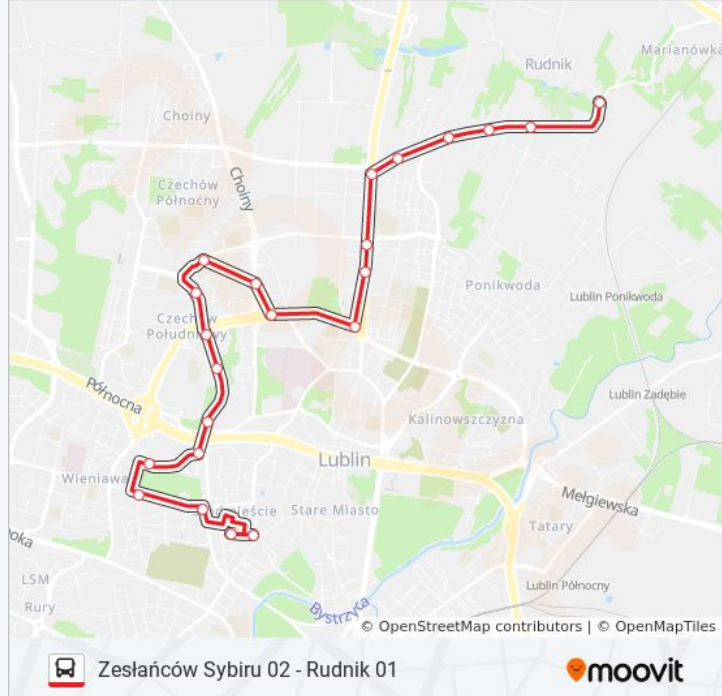 Marianówka
Rudnik
Choiny
Czechów
Północny
Choiny
Ponikwoda
Lublin Ponikwoda
Czechów
Południowy
Północna
Lublin Zadębie
Kalinowszczyzna
Lublin
Wieniawa
Mełgiewska
Stare Miasto
Tatary
LSM
Lublin Północny
Rury
Bystrzyca
© OpenStreetMap contributors | © OpenMapTiles
Zesłańców Sybiru 02 - Rudnik 01
moovit